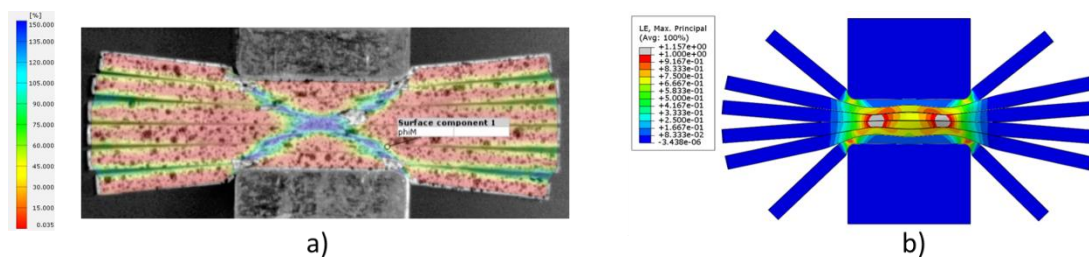 [%]
150.000
135.000
120.000
105.000
90.000
75.000
60.000
45.000
30.000
15.000
0.035
Surface component 1
phiM
a)
LE, Max. Principal
(Avg: 100%)
+1.157e+00
+1.000e+00
+9.167e-01
+8.333e-01
+7.500e-01
+6.667e-01
+5.833e-01
+5.000e-01
+4.167e-01
+3.333e-01
+2.500e-01
+1.667e-01
+8.333e-02
-3.438e-06
b)